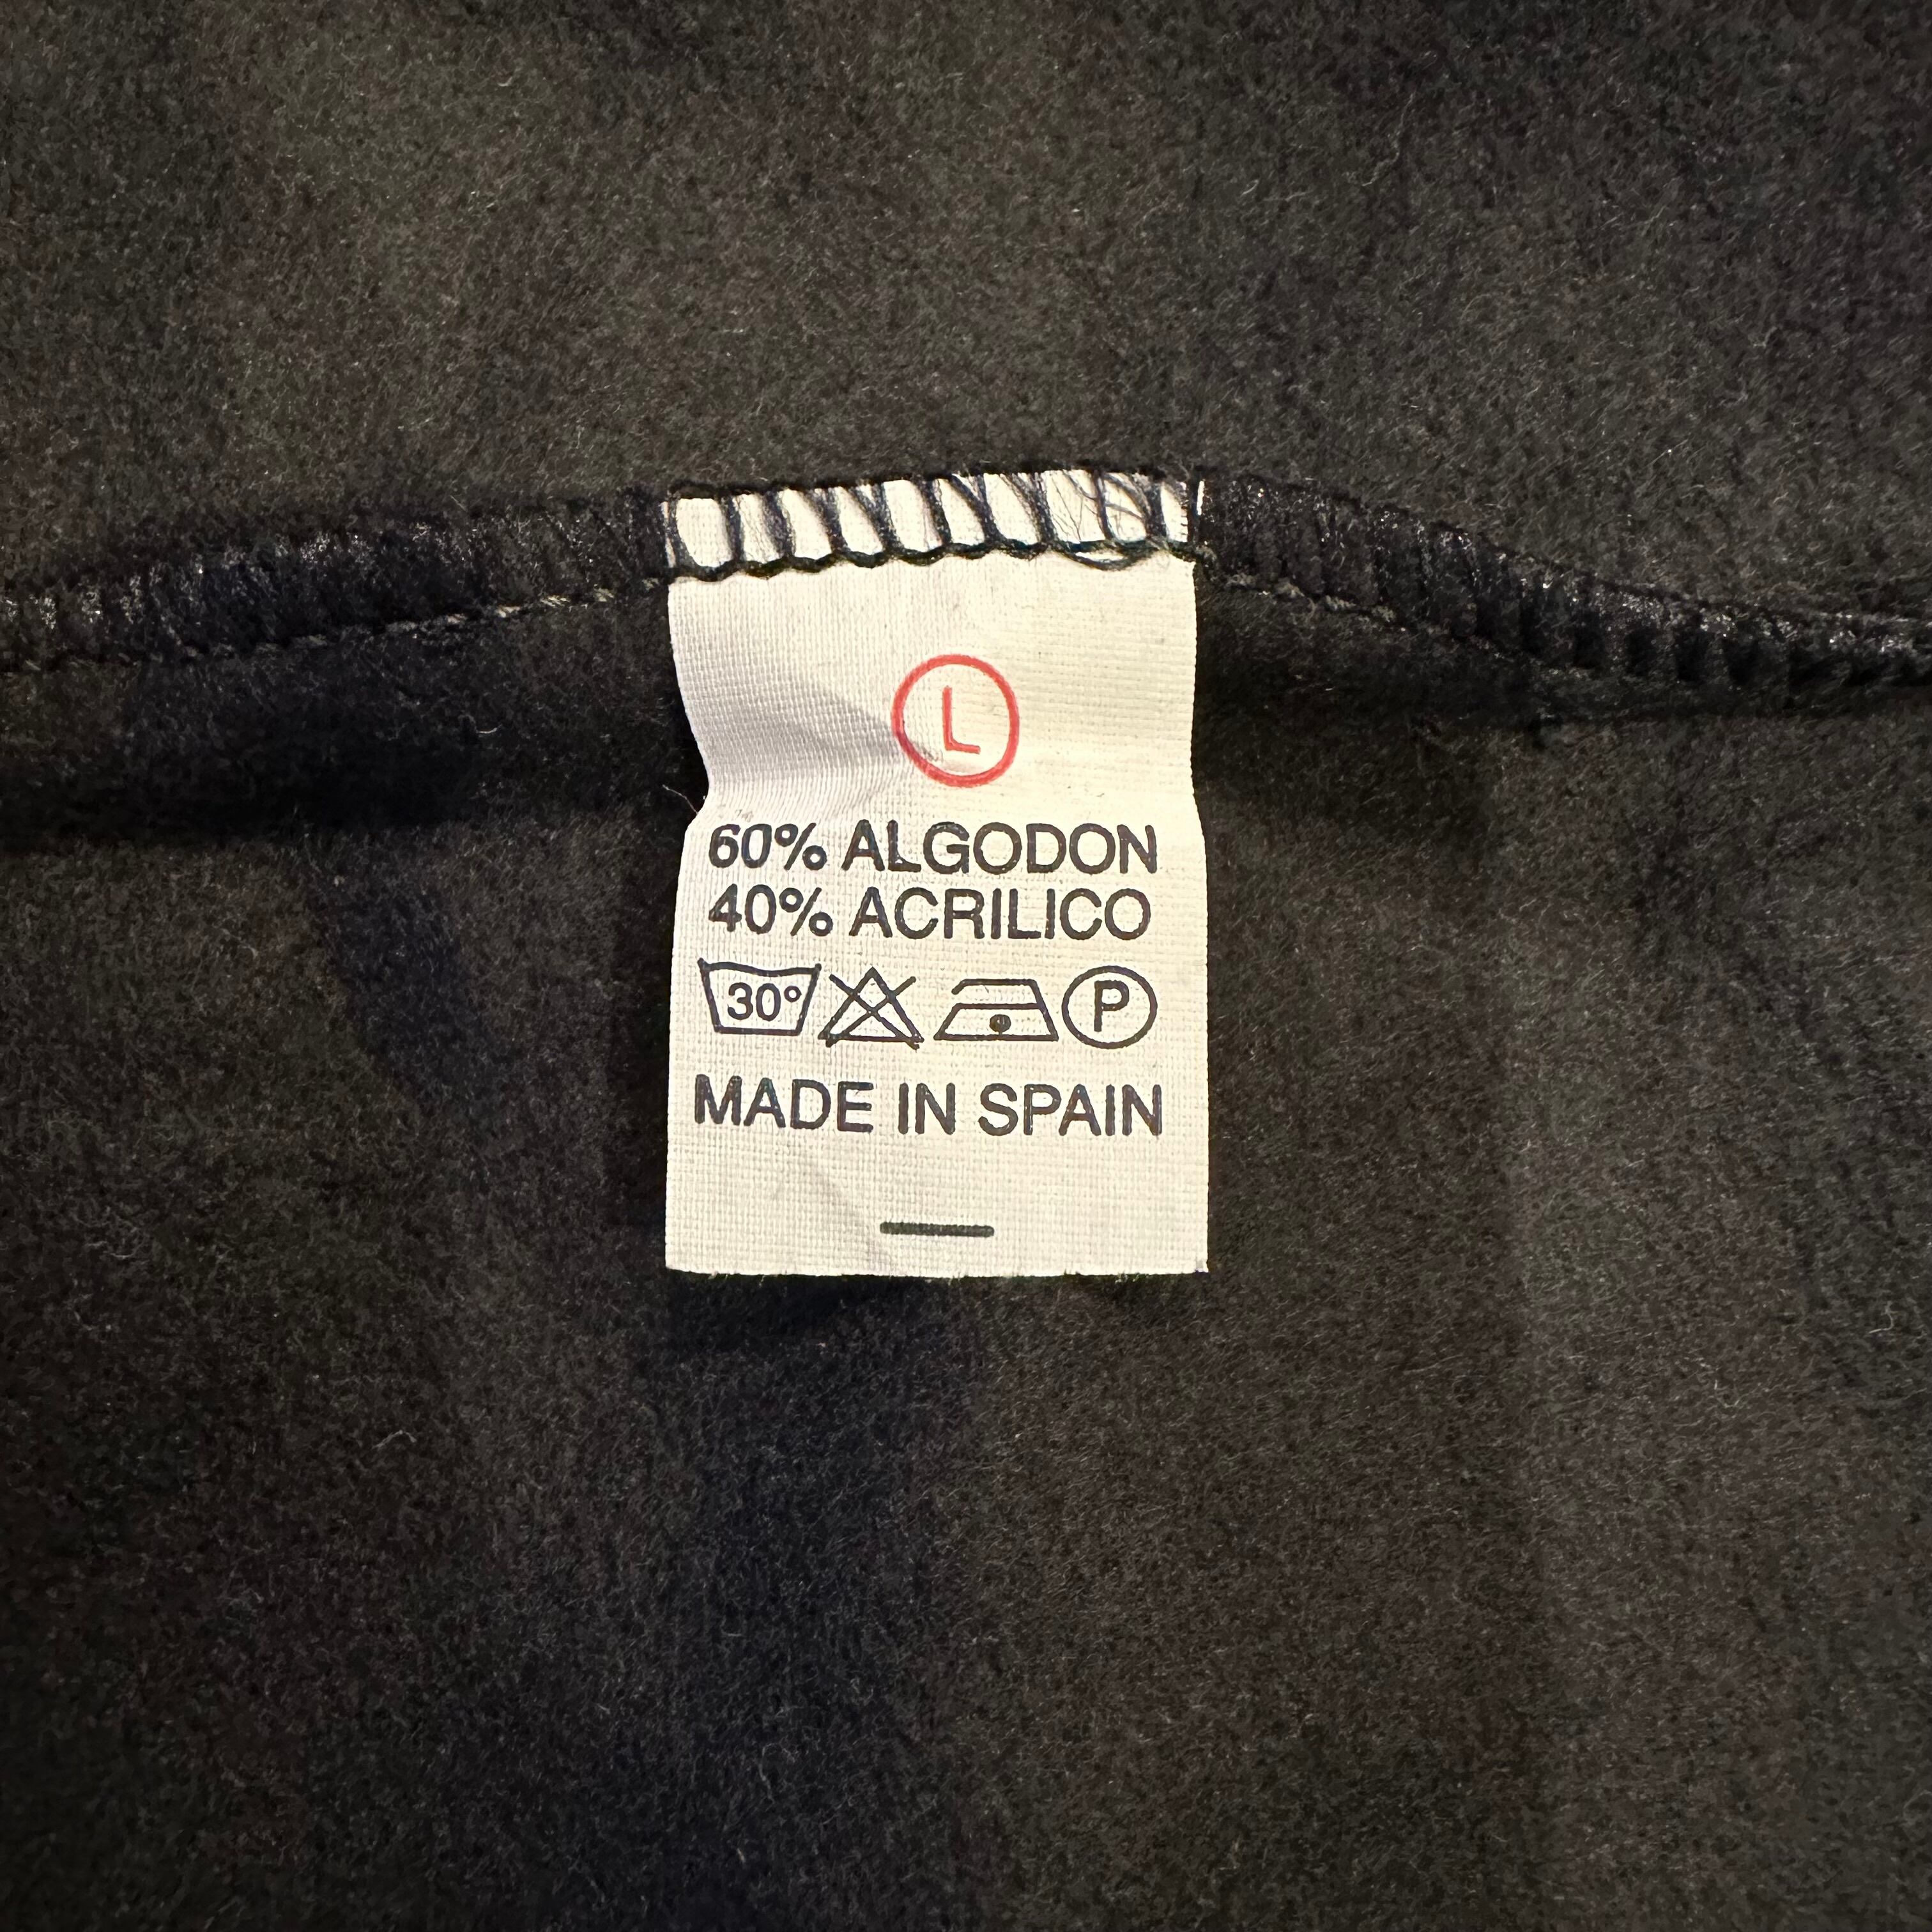 L
60% ALGODON
40% ACRILICO
30° P
MADE IN SPAIN